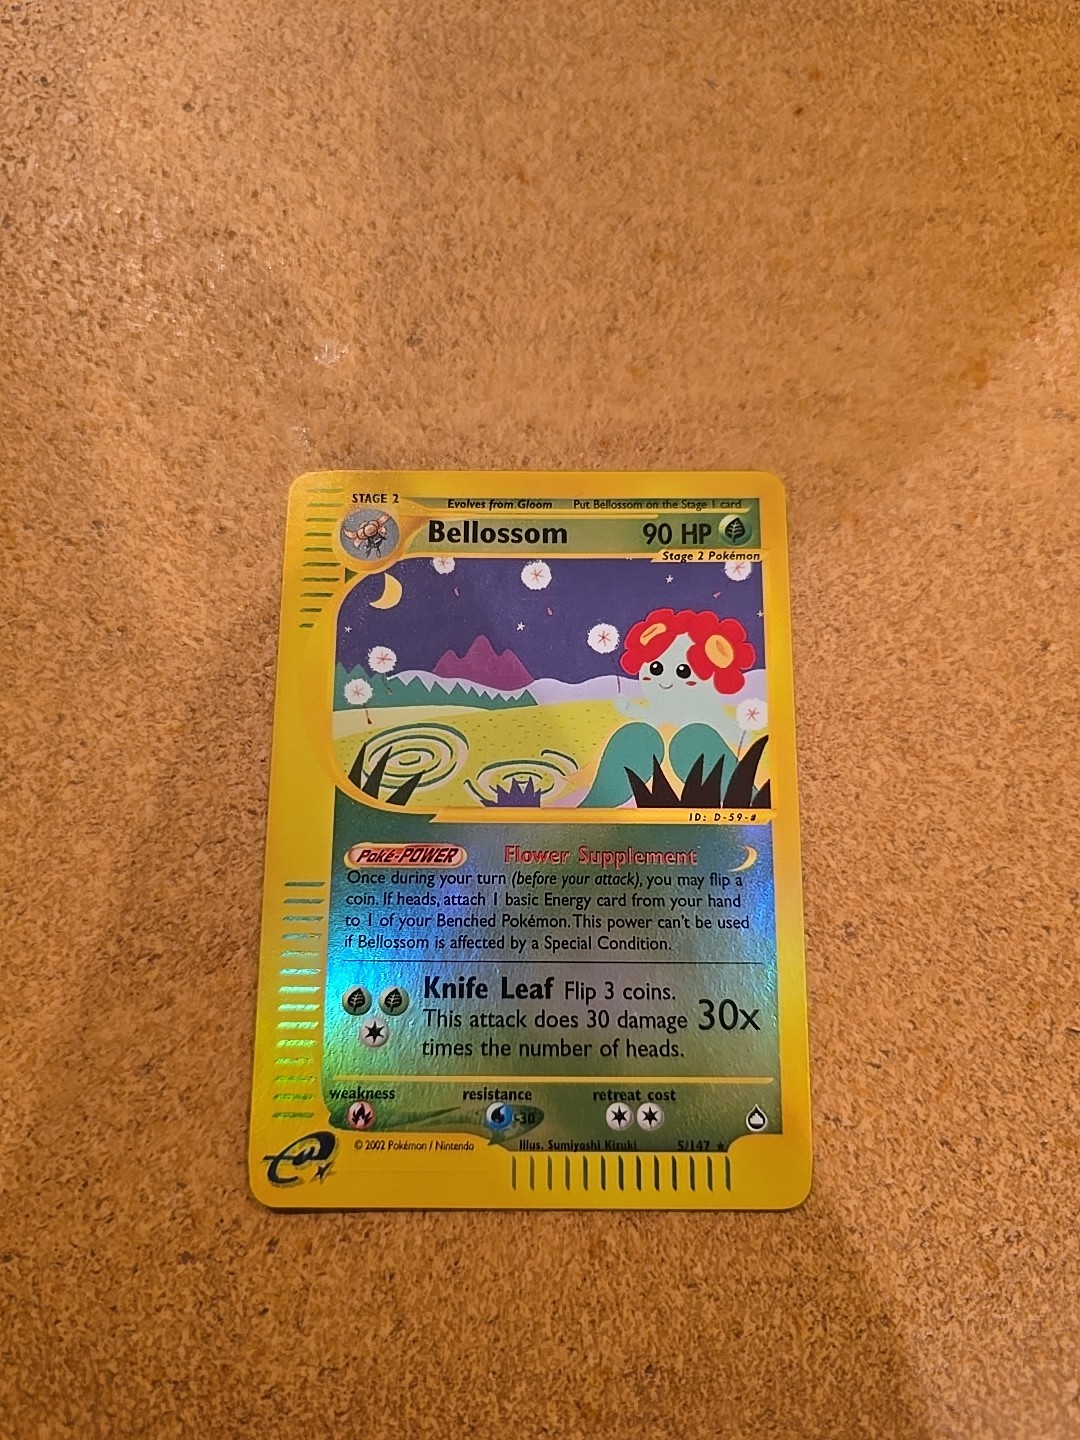 STAGE 2
Evolves from Gloom Put Bellossom on the Stage 1 card
Bellossom 90 HP
Stage 2 Pokémon
ID: D-59-#
Poké-POWER Flower Supplement
Once during your turn (before your attack), you may flip a
coin. If heads, attach 1 basic Energy card from your hand
to 1 of your Benched Pokémon. This power can't be used
if Bellossom is affected by a Special Condition.
Knife Leaf Flip 3 coins.
This attack does 30 damage 30x
times the number of heads.
weakness resistance retreat cost
-30
© 2002 Pokémon / Nintendo Illus. Sumiyoshi Kizuki 5/147 ★
e